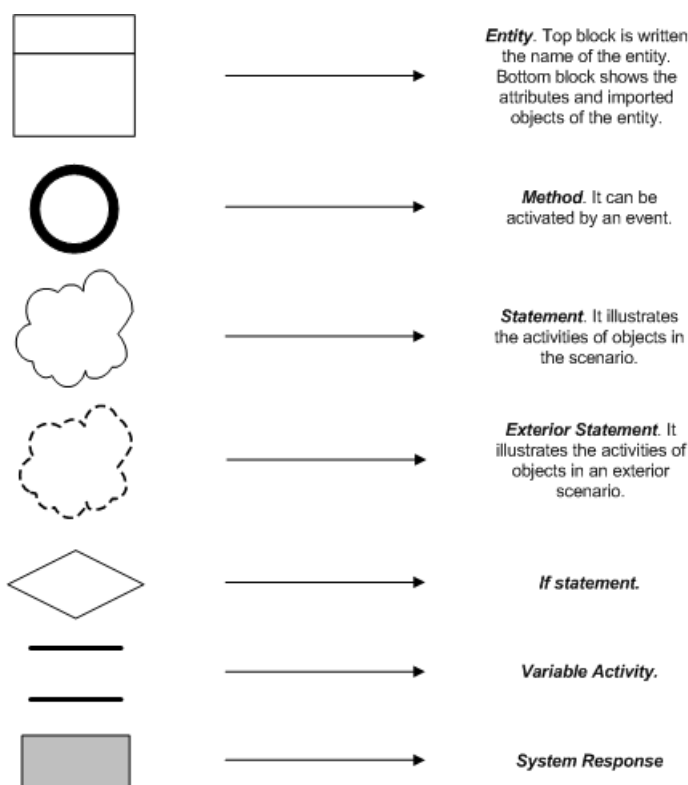 Entity. Top block is written
the name of the entity.
Bottom block shows the
attributes and imported
objects of the entity.
Method. It can be
activated by an event.
Statement. It illustrates
the activities of objects in
the scenario.
Exterior Statement. It
illustrates the activities of
objects in an exterior
scenario.
If statement.
Variable Activity.
System Response